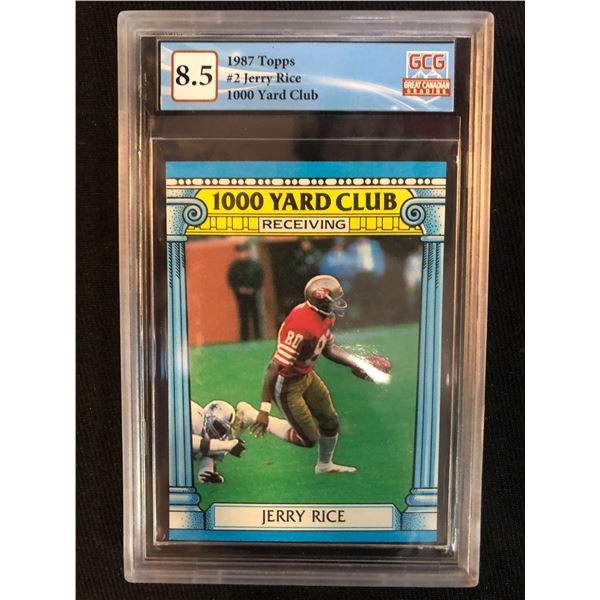 8.5
1987 Topps
#2 Jerry Rice
1000 Yard Club
GCG
GREAT CANADIAN
GRADING
1000 YARD CLUB
RECEIVING
80
80
JERRY RICE